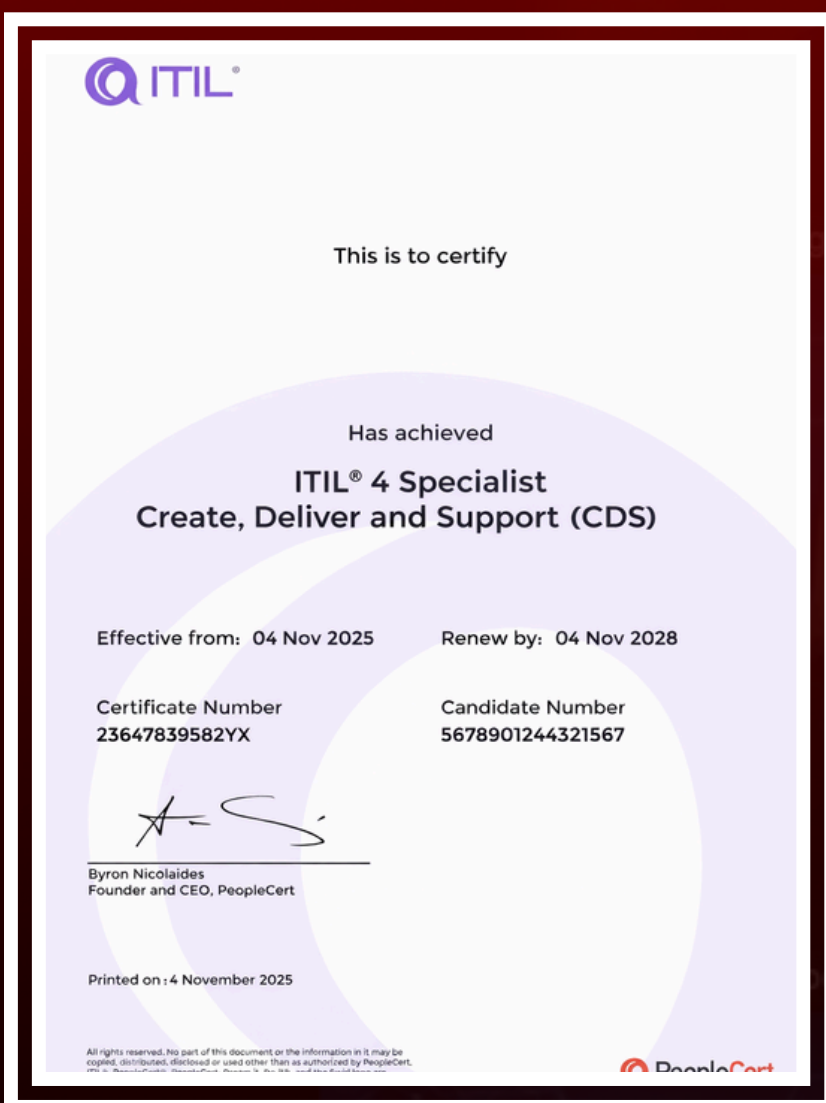 ITIL®
This is to certify
Has achieved
ITIL® 4 Specialist
Create, Deliver and Support (CDS)
Effective from: 04 Nov 2025 Renew by: 04 Nov 2028
Certificate Number Candidate Number
23647839582YX 5678901244321567
Byron Nicolaides
Founder and CEO, PeopleCert
Printed on : 4 November 2025
All rights reserved. No part of this document or the information in it may be
copied, distributed, disclosed or used other than as authorized by PeopleCert.
PeopleCert